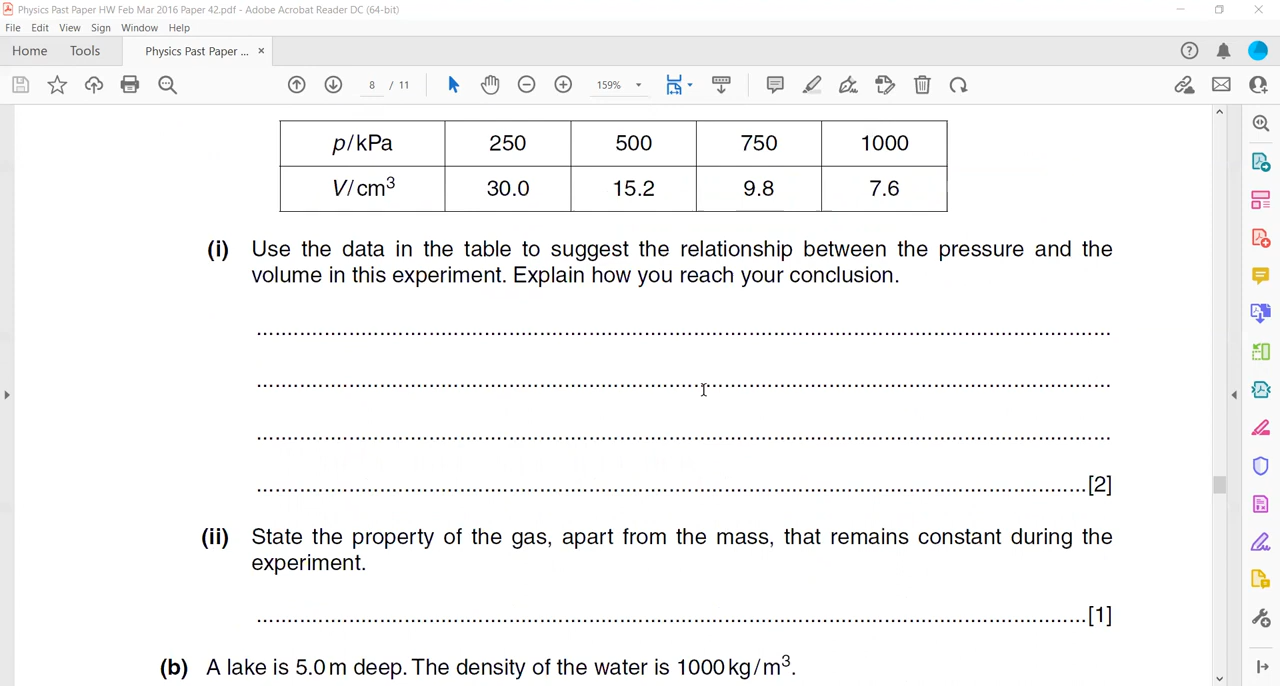 Physics Past Paper HW Feb Mar 2016 Paper 42.pdf - Adobe Acrobat Reader DC (64-bit)
File Edit View Sign Window Help
Home Tools Physics Past Paper ... ×
8 / 11 159%
p/kPa 250 500 750 1000
V/cm³ 30.0 15.2 9.8 7.6
(i) Use the data in the table to suggest the relationship between the pressure and the
volume in this experiment. Explain how you reach your conclusion.
[2]
(ii) State the property of the gas, apart from the mass, that remains constant during the
experiment.
[1]
(b) A lake is 5.0 m deep. The density of the water is 1000 kg/m³.